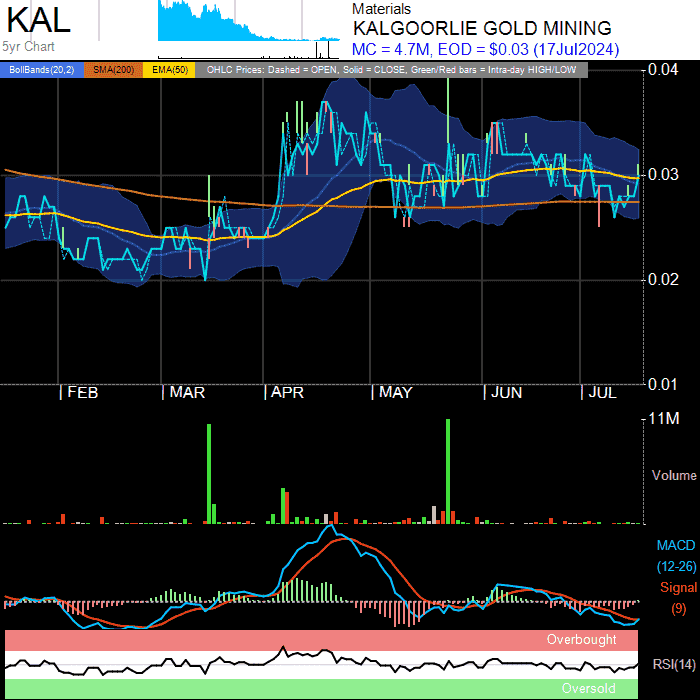 KAL
5yr Chart
Materials
KALGOORLIE GOLD MINING
MC = 4.7M, EOD = $0.03 (17Jul2024)
BollBands(20,2) SMA(200) EMA(50) OHLC Prices: Dashed = OPEN, Solid = CLOSE, Green/Red bars = Intra-day HIGH/LOW
0.04
0.03
0.02
0.01
FEB MAR APR MAY JUN JUL
11M
Volume
MACD
(12-26)
Signal
(9)
Overbought
RSI(14)
Oversold